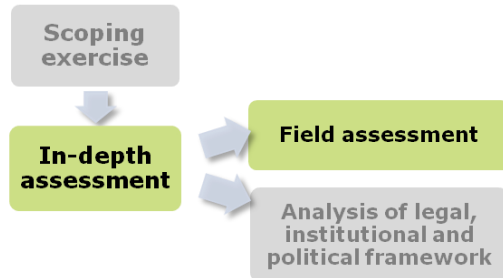 Scoping
exercise
In-depth
assessment
Field assessment
Analysis of legal,
institutional and
political framework